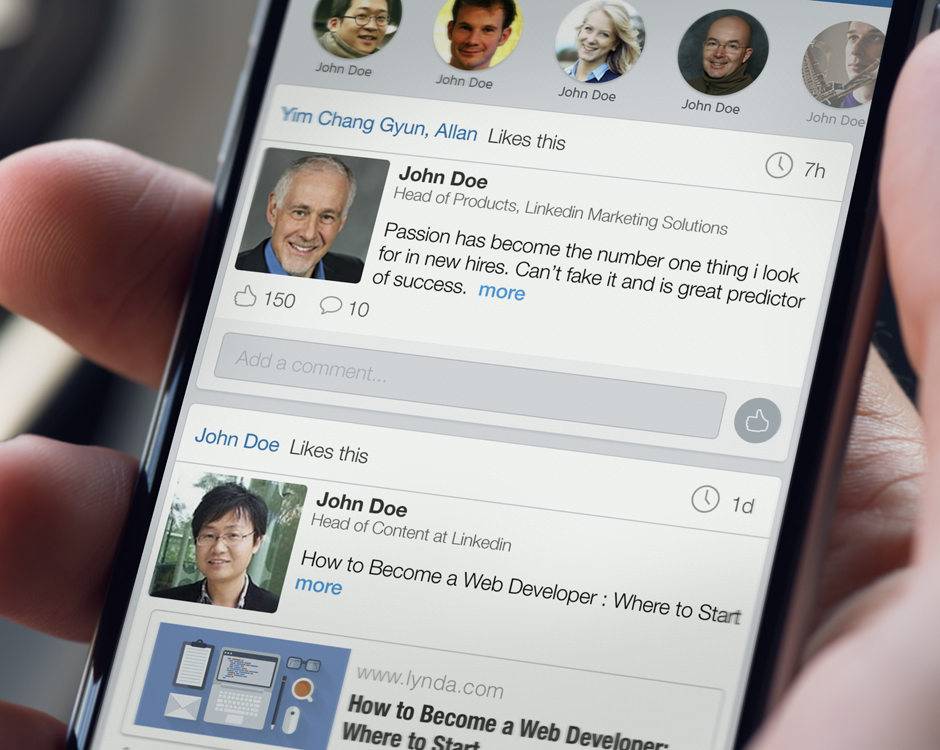 John Doe
John Doe
John Doe
John Doe
John Doe
Yim Chang Gyun, Allan Likes this
7h
John Doe
Head of Products, Linkedin Marketing Solutions
Passion has become the number one thing i look
for in new hires. Can't fake it and is great predictor
of success. more
150
10
Add a comment...
John Doe Likes this
1d
John Doe
Head of Content at Linkedin
How to Become a Web Developer : Where to Start
more
www.lynda.com
How to Become a Web Developer:
Where to Start